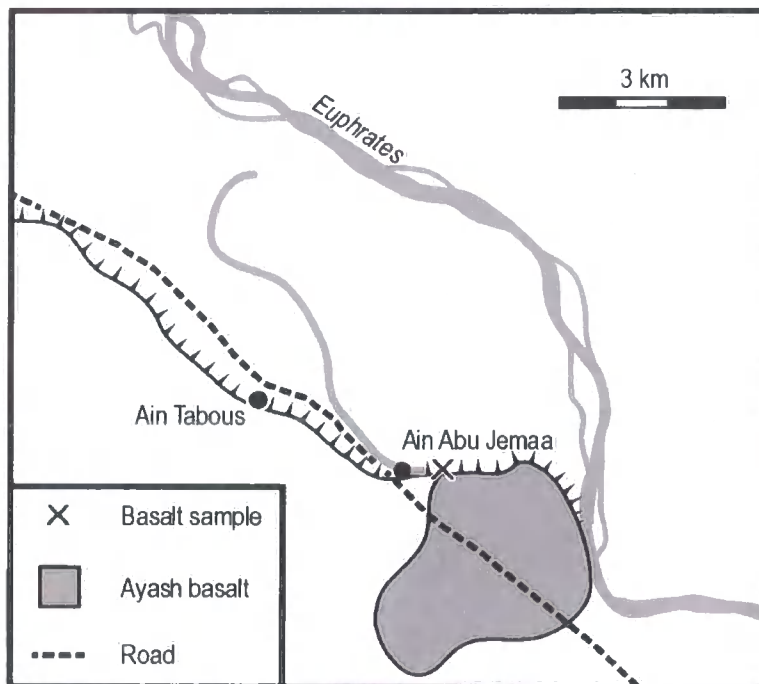 3 km
Euphrates
Ain Tabous
Ain Abu Jemaa
Basalt sample
Ayash basalt
Road